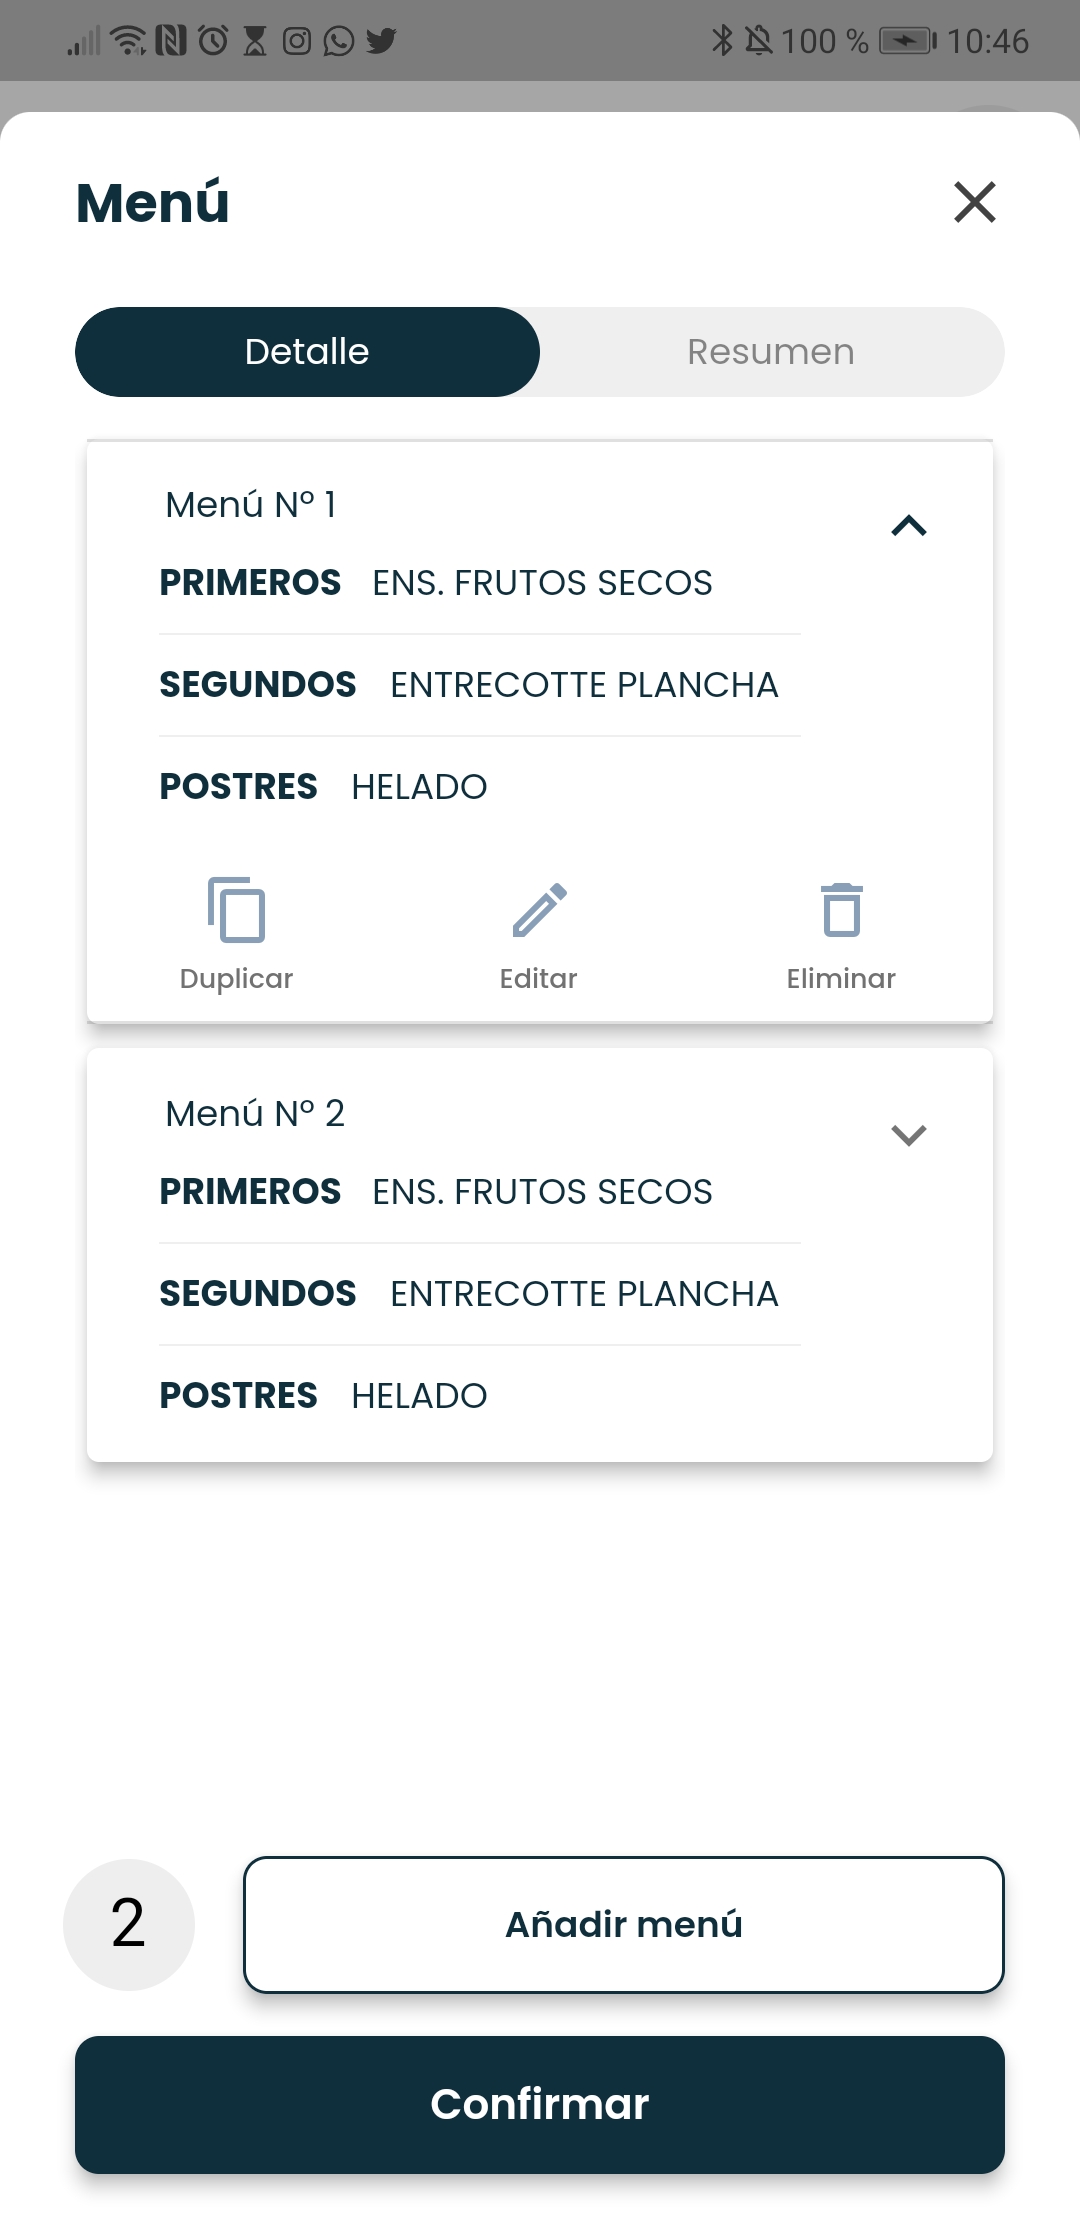 100 % 10:46
Menú
Detalle Resumen
Menú Nº 1
PRIMEROS ENS. FRUTOS SECOS
SEGUNDOS ENTRECOTTE PLANCHA
POSTRES HELADO
Duplicar Editar Eliminar
Menú Nº 2
PRIMEROS ENS. FRUTOS SECOS
SEGUNDOS ENTRECOTTE PLANCHA
POSTRES HELADO
2 Añadir menú
Confirmar